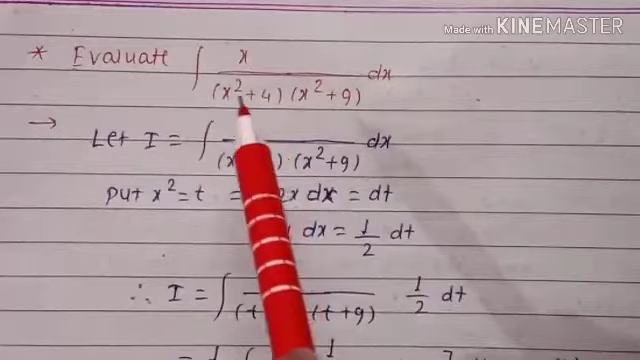 Made with KINEMASTER
* Evaluate ∫ x / (x²+4) (x²+9) dx
→ Let I = ∫ / (x ) · (x²+9) dx
put x² = t = x dx = dt
dx = 1/2 dt
∴ I = ∫ / (t (t+9) · 1/2 dt
= 1